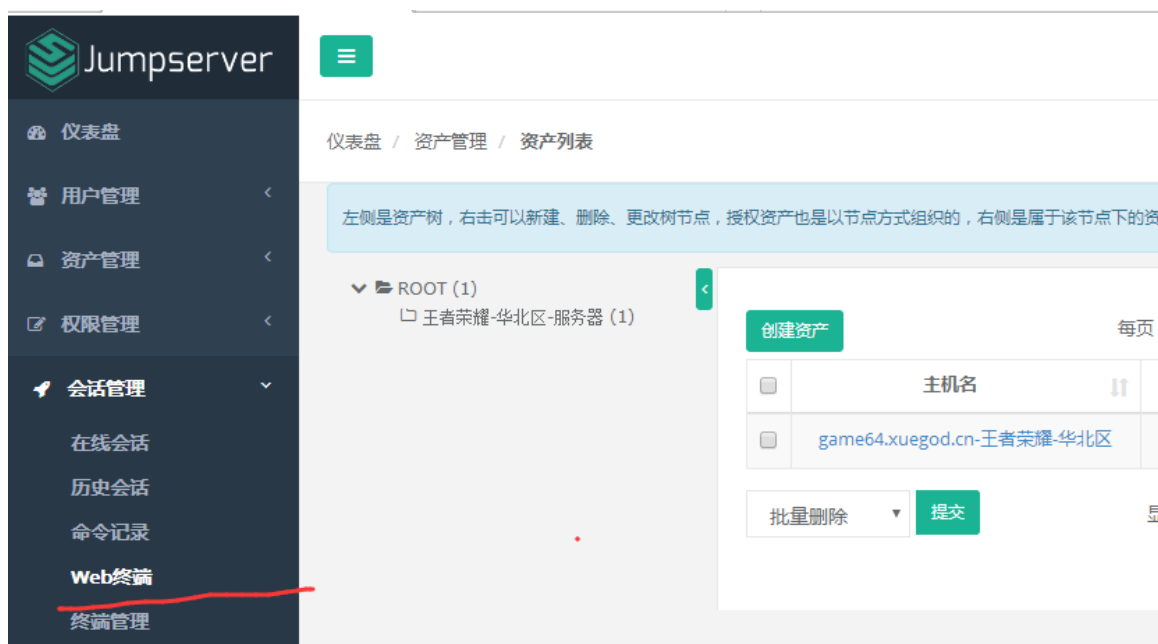 Jumpserver
仪表盘
用户管理
资产管理
权限管理
会话管理
在线会话
历史会话
命令记录
Web终端
终端管理
仪表盘 / 资产管理 / 资产列表
左侧是资产树，右击可以新建、删除、更改树节点，授权资产也是以节点方式组织的，右侧是属于该节点下的资
ROOT (1)
王者荣耀-华北区-服务器 (1)
创建资产
每页
主机名
game64.xuegod.cn-王者荣耀-华北区
批量删除
提交